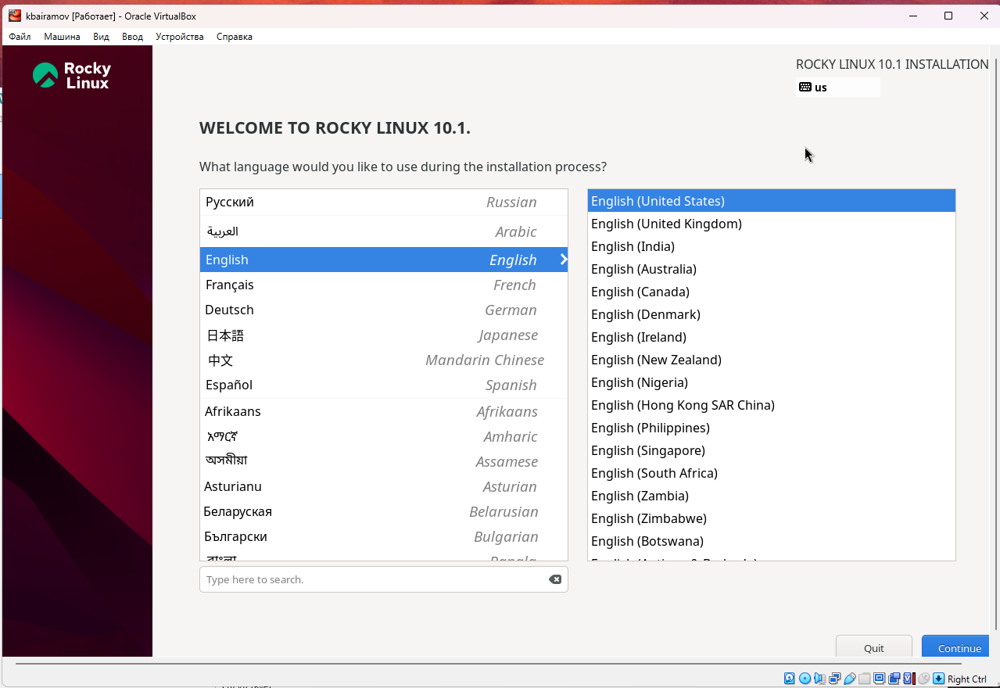 kbairamov [Работает] - Oracle VirtualBox
Файл Машина Вид Ввод Устройства Справка
Rocky
Linux
ROCKY LINUX 10.1 INSTALLATION
us
WELCOME TO ROCKY LINUX 10.1.
What language would you like to use during the installation process?
Русский Russian
العربية Arabic
English English
Français French
Deutsch German
日本語 Japanese
中文 Mandarin Chinese
Español Spanish
Afrikaans Afrikaans
አማርኛ Amharic
অসমীয়া Assamese
Asturianu Asturian
Беларуская Belarusian
Български Bulgarian
English (United States)
English (United Kingdom)
English (India)
English (Australia)
English (Canada)
English (Denmark)
English (Ireland)
English (New Zealand)
English (Nigeria)
English (Hong Kong SAR China)
English (Philippines)
English (Singapore)
English (South Africa)
English (Zambia)
English (Zimbabwe)
English (Botswana)
Type here to search.
Quit
Continue
Right Ctrl